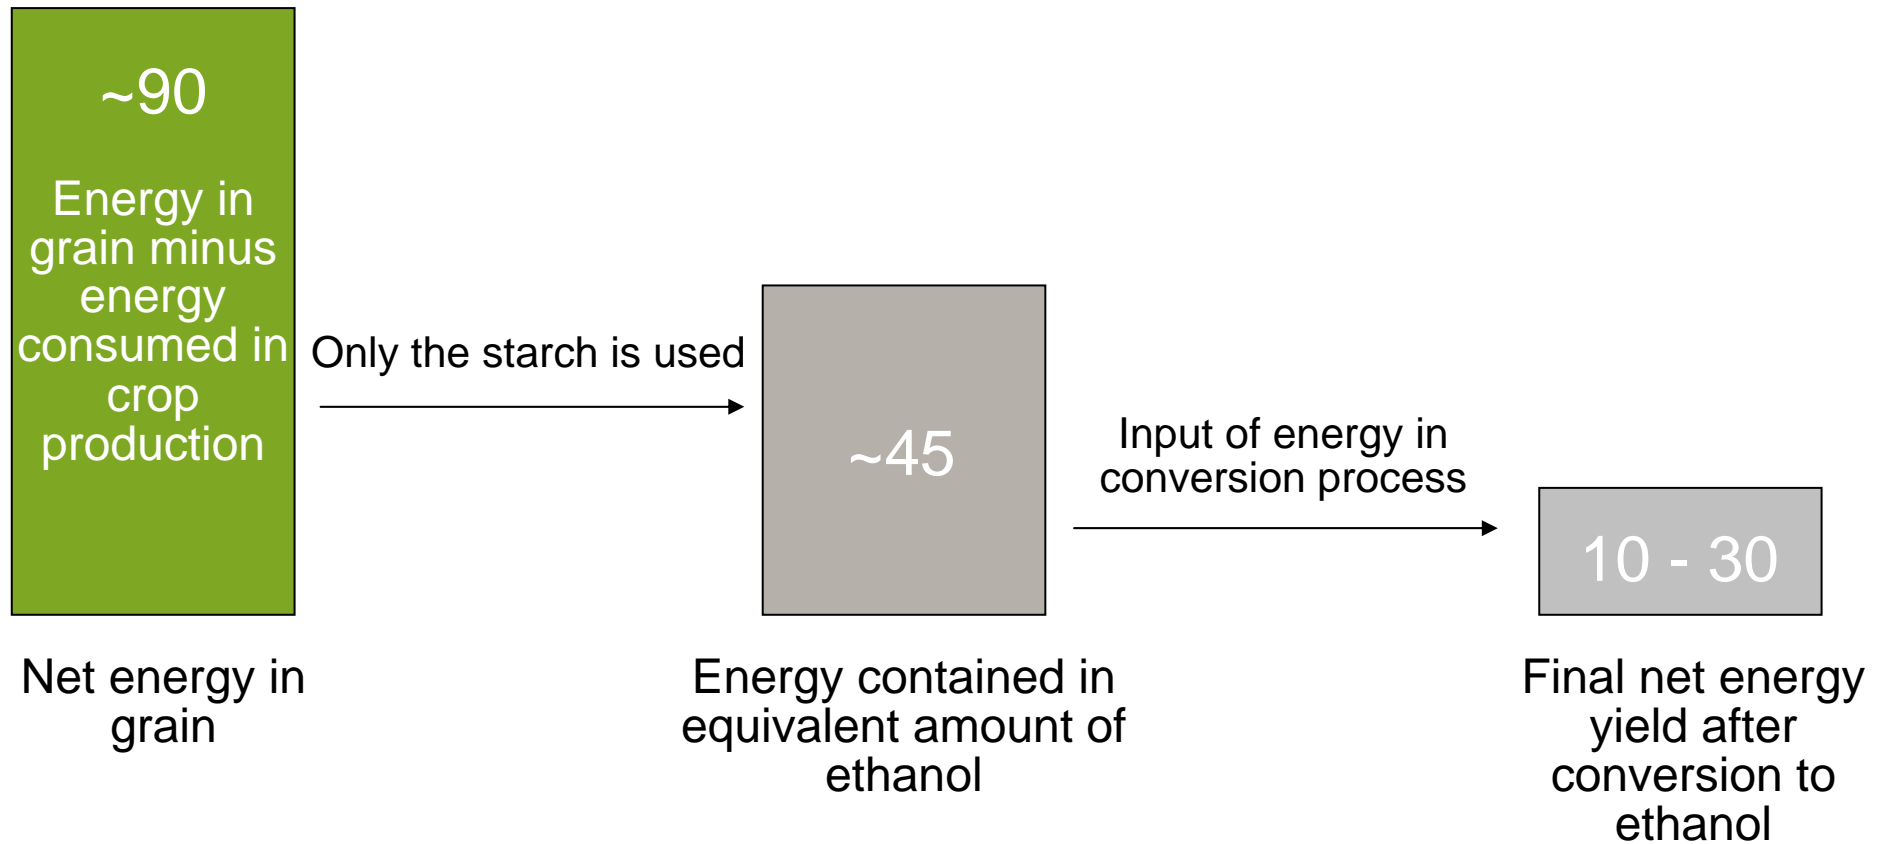 ~90
Energy in
grain minus
energy
consumed in
crop
production
Only the starch is used
~45
Input of energy in
conversion process
10 - 30
Net energy in
grain
Energy contained in
equivalent amount of
ethanol
Final net energy
yield after
conversion to
ethanol